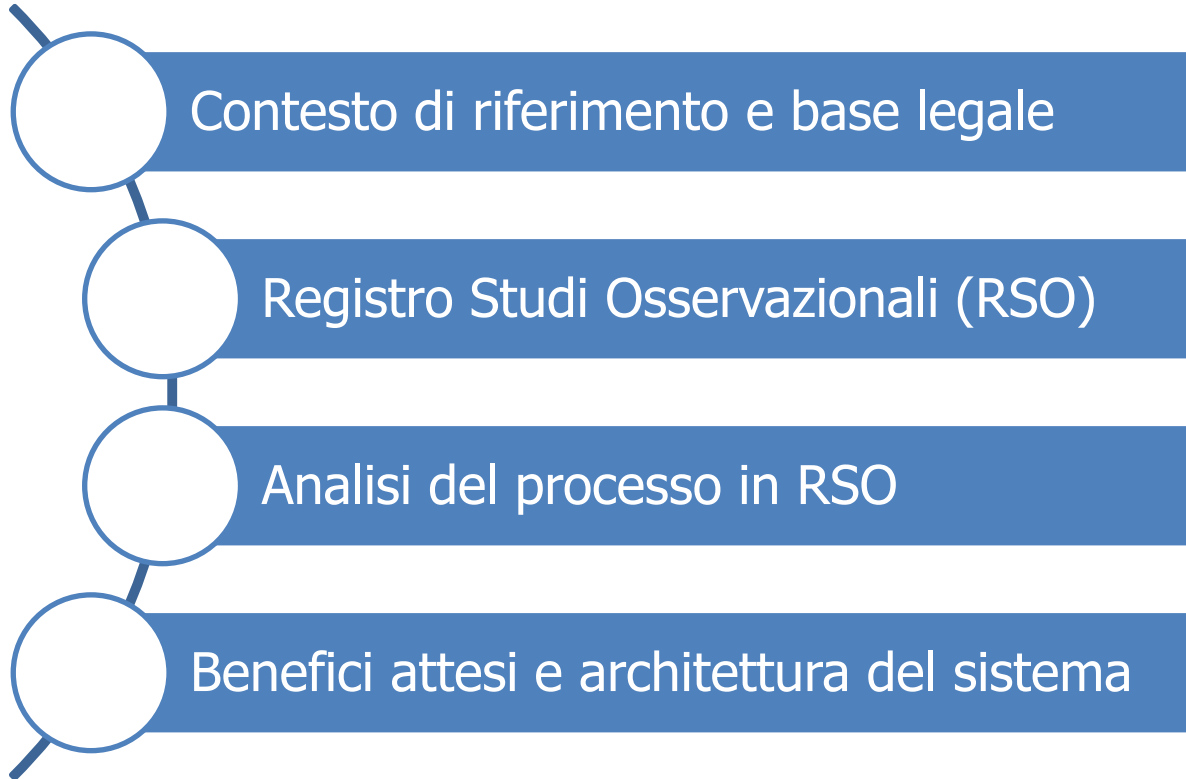 Contesto di riferimento e base legale
Registro Studi Osservazionali (RSO)
Analisi del processo in RSO
Benefici attesi e architettura del sistema